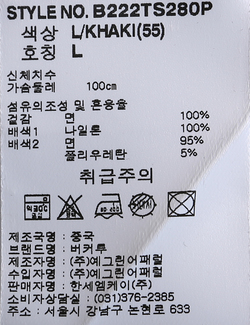 STYLE NO. B222TS280P
색상 L/KHAKI(55)
호칭 L
신체치수
가슴둘레 100cm
섬유의조성 및 혼용율
겉감 면 100%
배색1 나일론 100%
배색2 면 95%
폴리우레탄 5%
취급주의
제조국명 : 중국
브랜드명 : 버커루
제조자명 : (주)예그린어패럴
수입자명 : (주)예그린어패럴
판매자명 : 한세엠케이(주)
소비자상담실 : (031)376-2385
주소 : 서울시 강남구 논현로 633